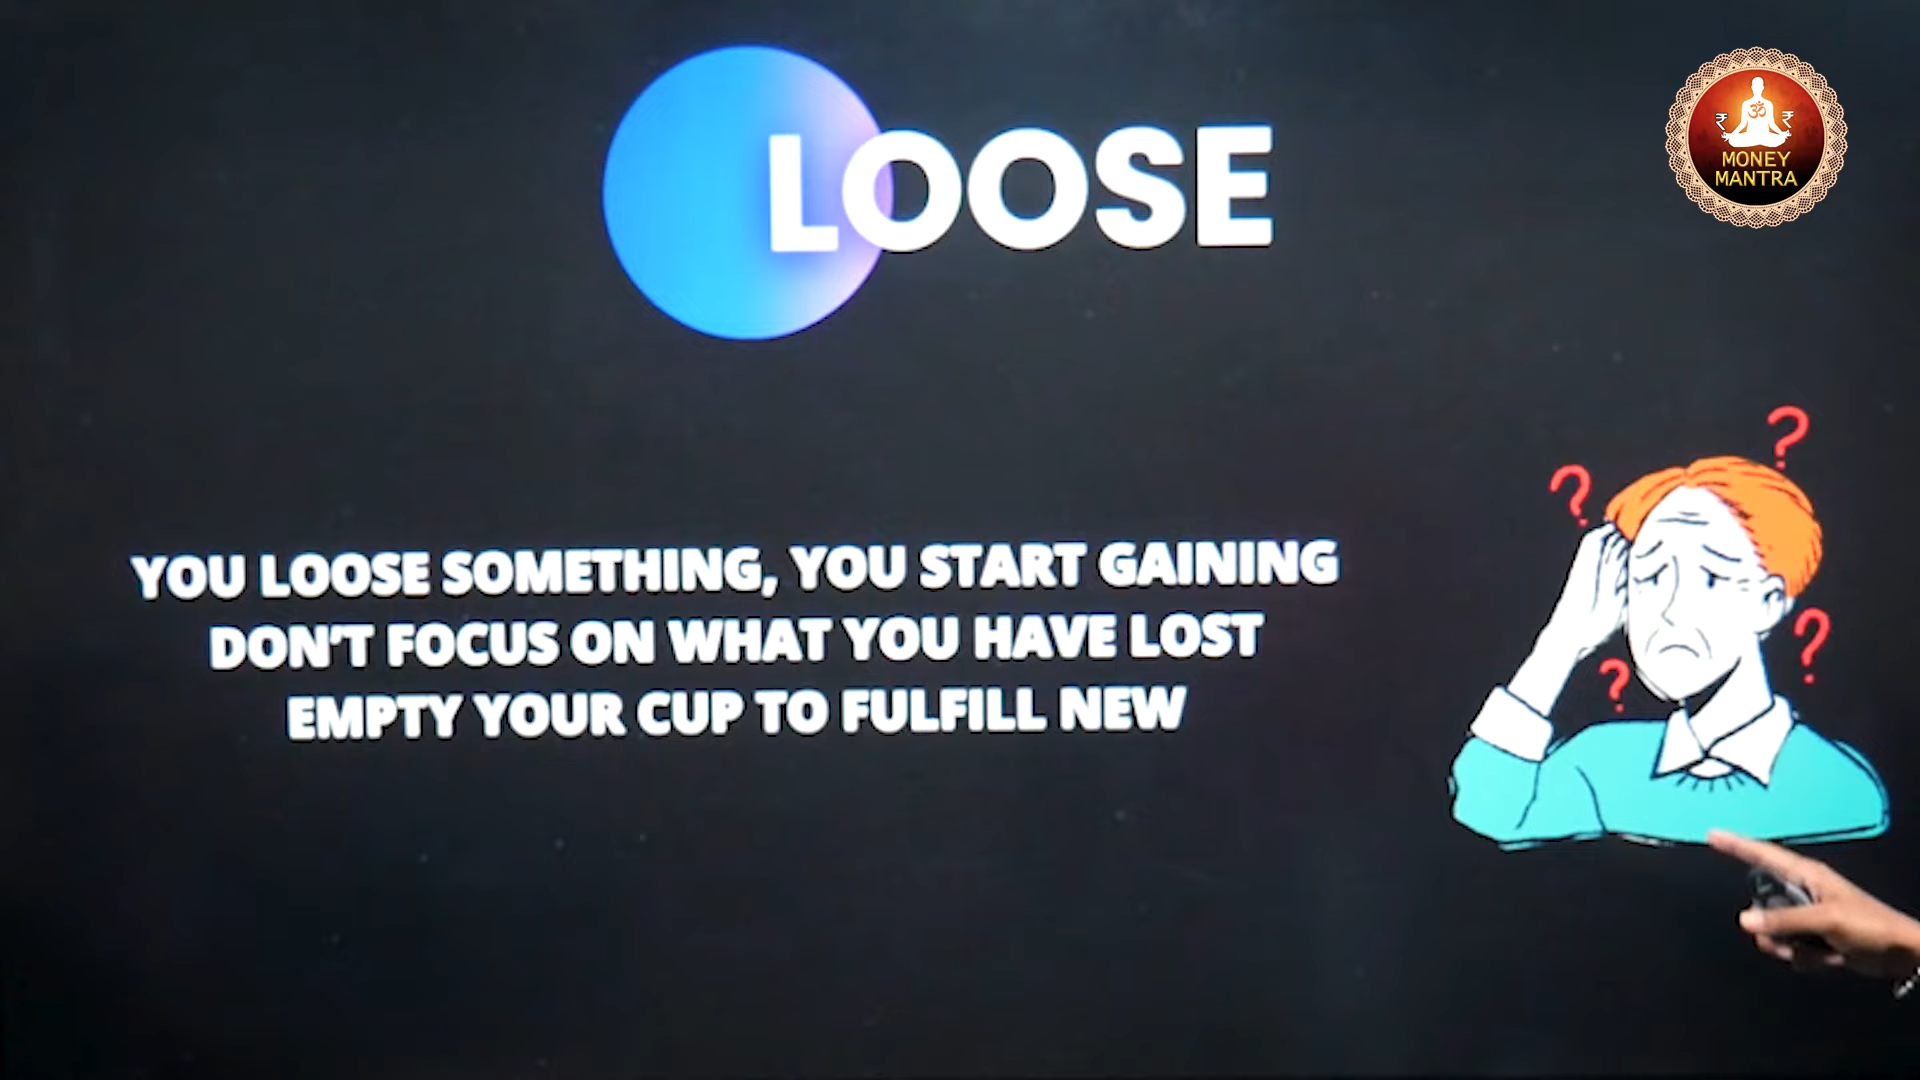 LOOSE
₹ ॐ ₹
MONEY
MANTRA
YOU LOOSE SOMETHING, YOU START GAINING
DON'T FOCUS ON WHAT YOU HAVE LOST
EMPTY YOUR CUP TO FULFILL NEW
? ? ? ?